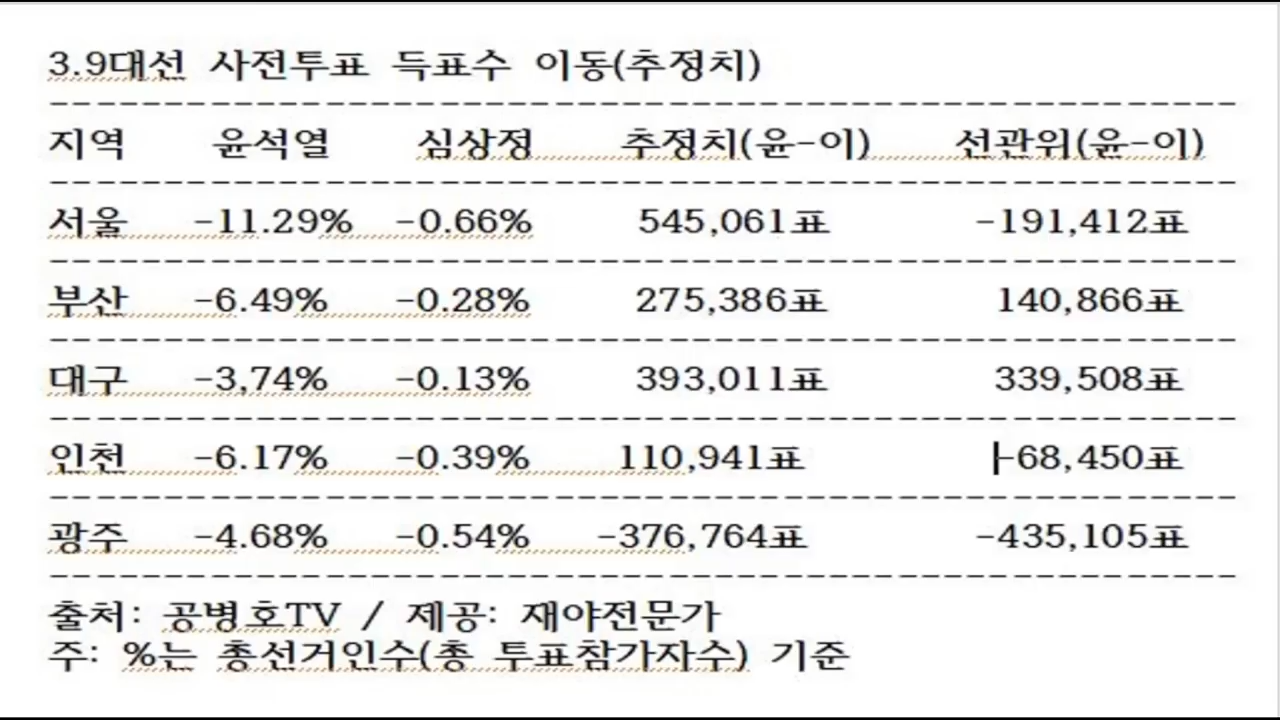 3.9대선 사전투표 득표수 이동(추정치)
지역 윤석열 심상정 추정치(윤-이) 선관위(윤-이)
서울 -11.29% -0.66% 545,061표 -191,412표
부산 -6.49% -0.28% 275,386표 140,866표
대구 -3,74% -0.13% 393,011표 339,508표
인천 -6.17% -0.39% 110,941표 -68,450표
광주 -4.68% -0.54% -376,764표 -435,105표
출처: 공병호TV / 제공: 재야전문가
주: %는 총선거인수(총 투표참가자수) 기준